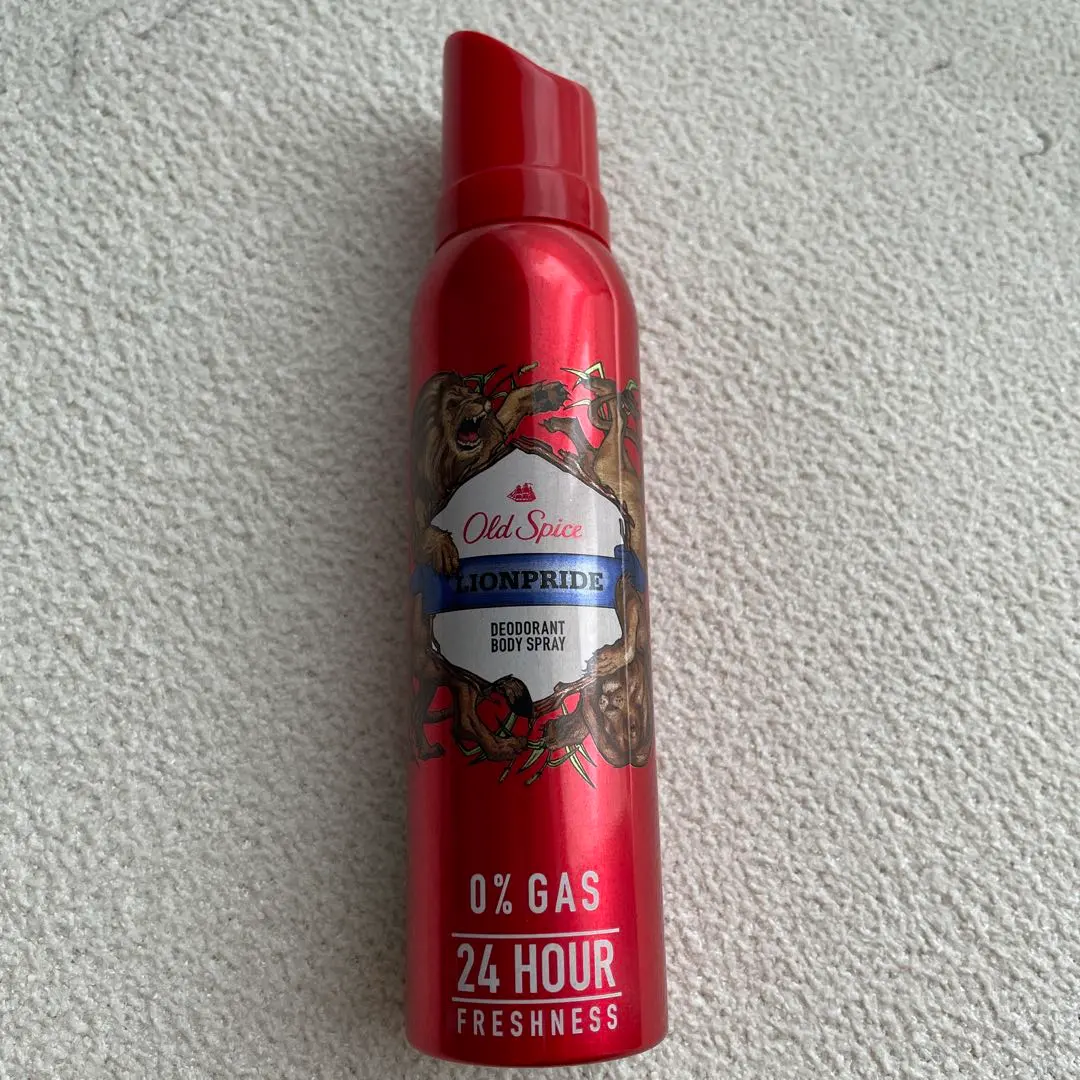 Old Spice
LIONPRIDE
DEODORANT
BODY SPRAY
0% GAS
24 HOUR
FRESHNESS